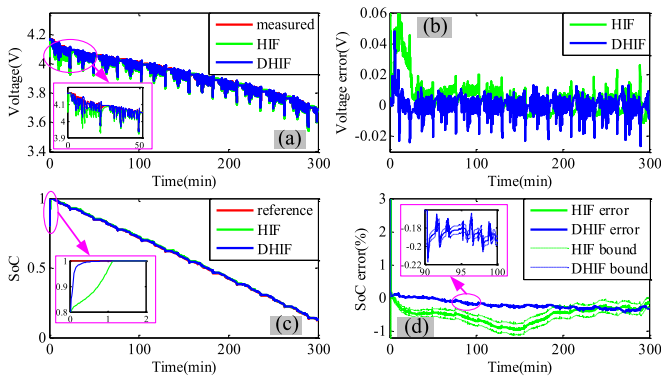 4.2
4
3.8
3.6
3.4
Voltage(V)
measured
HIF
DHIF
4.1
4
3.9
0
50
(a)
0
100
200
300
Time(min)
0.06
0.04
0.02
0
-0.02
Voltage error(V)
(b)
HIF
DHIF
0
100
200
300
Time(min)
1
0.5
0
SoC
reference
HIF
DHIF
1
0.9
0.8
0
1
2
(c)
0
100
200
300
Time(min)
3
2
1
0
-1
SoC error(%)
-0.18
-0.2
-0.22
90
95
100
HIF error
DHIF error
HIF bound
DHIF bound
(d)
0
100
200
300
Time(min)